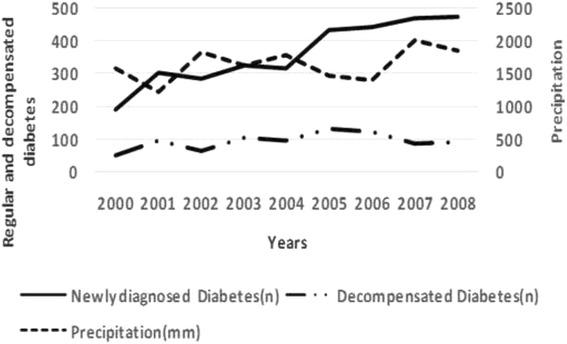 Regular and decompensated
diabetes
500
400
300
200
100
0
2500
2000
1500
1000
500
0
Precipitation
2000 2001 2002 2003 2004 2005 2006 2007 2008
Years
Newly diagnosed Diabetes(n)
Decompensated Diabetes(n)
Precipitation(mm)